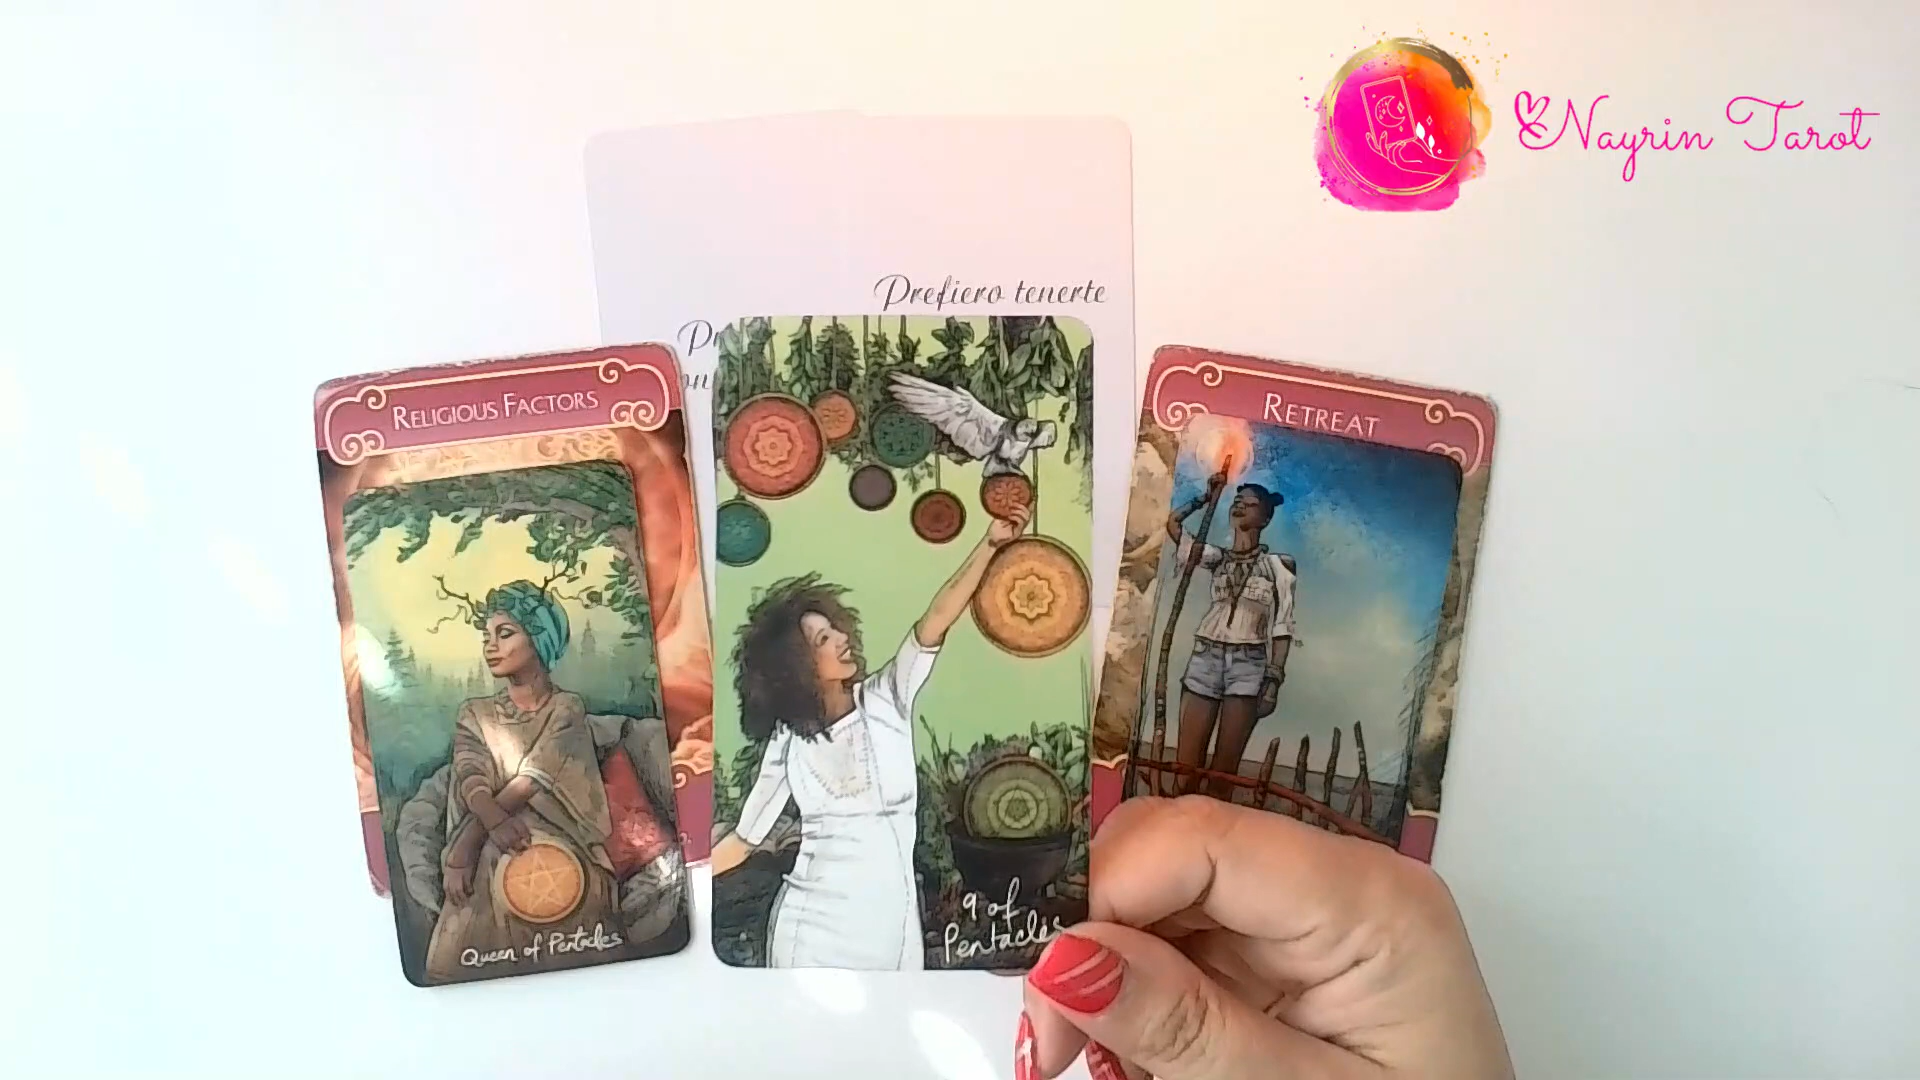 Nayrin Tarot
Prefiero tenerte
RELIGIOUS FACTORS
RETREAT
Queen of Pentacles
9 of
Pentacles